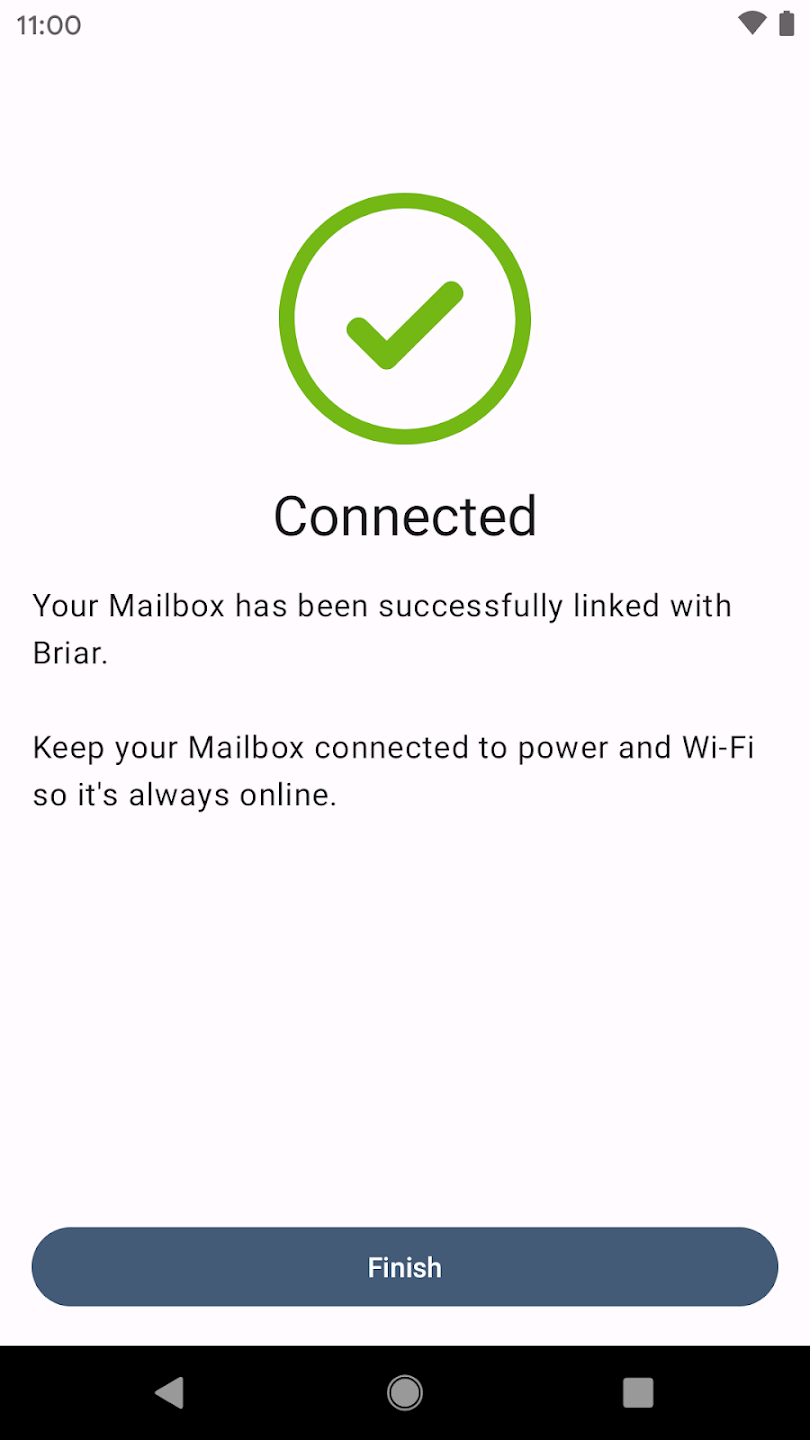 11:00
Connected
Your Mailbox has been successfully linked with
Briar.
Keep your Mailbox connected to power and Wi-Fi
so it's always online.
Finish